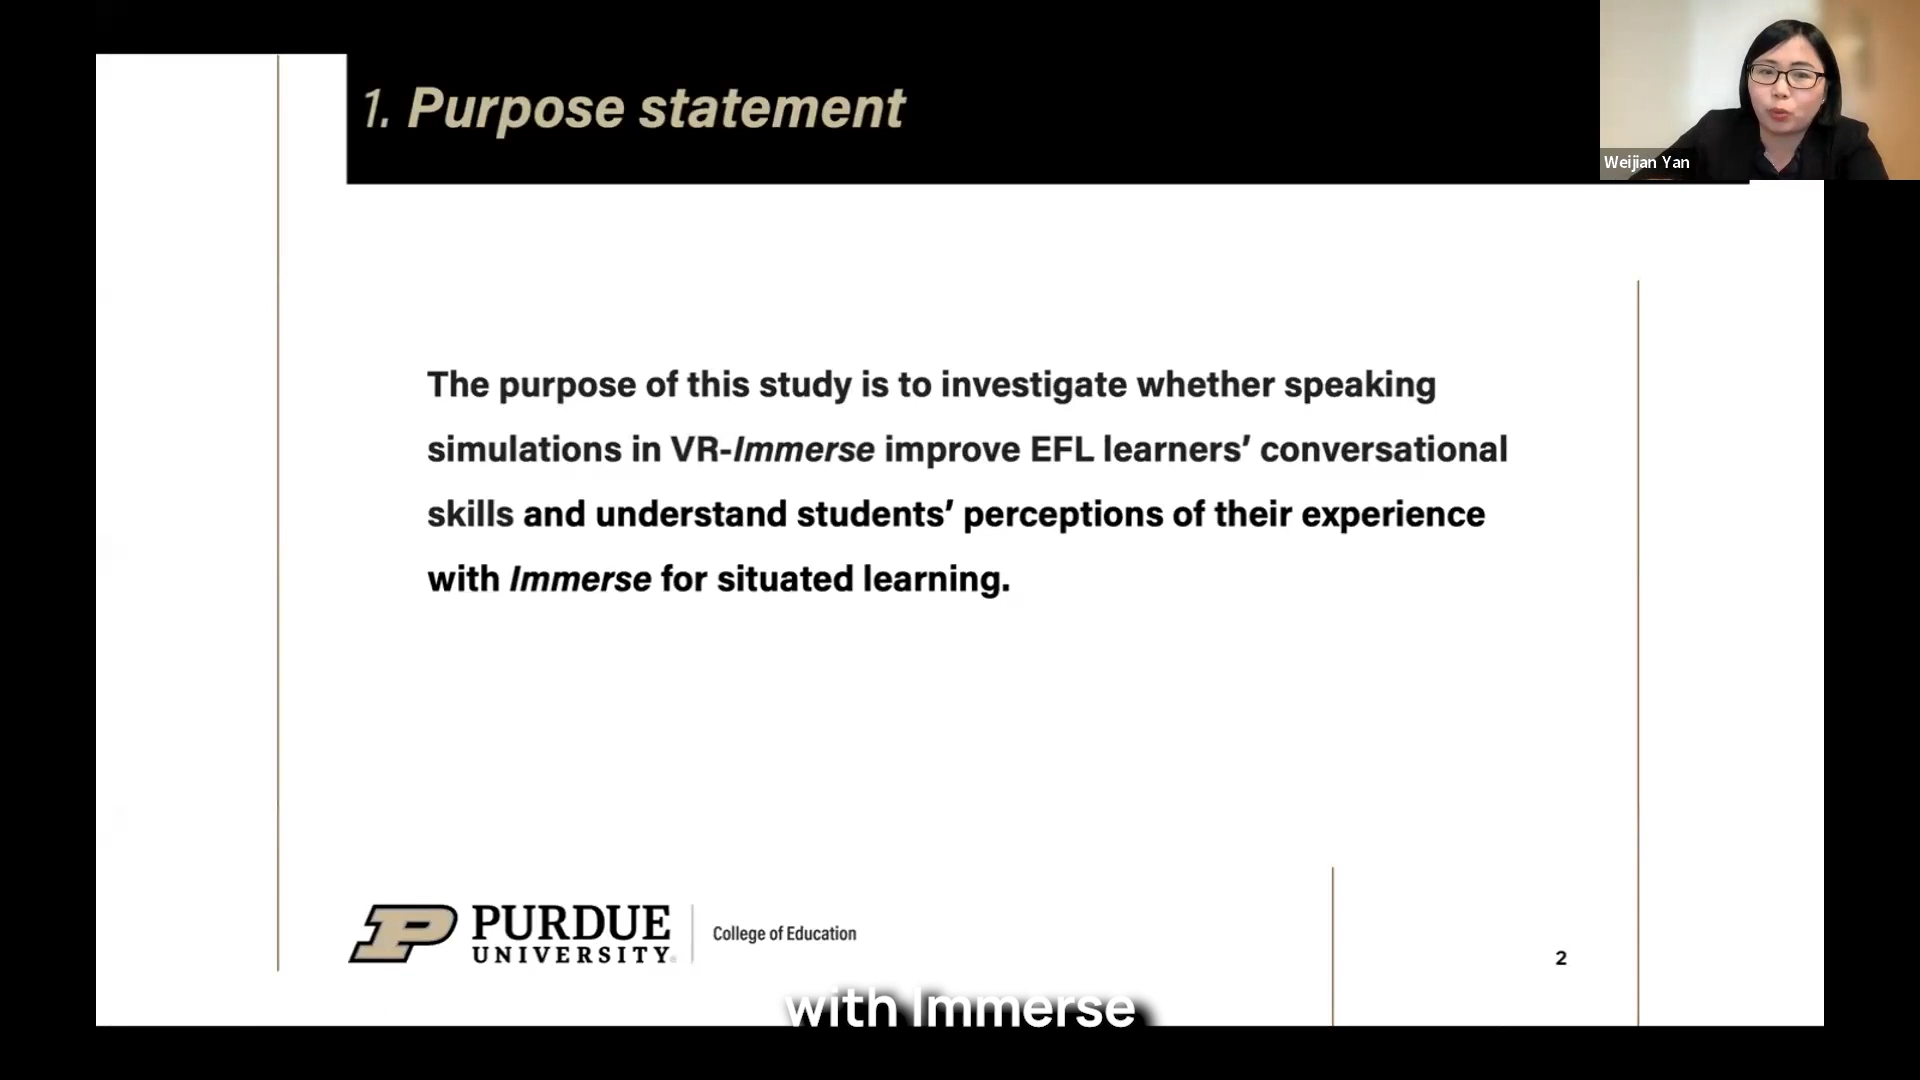 1. Purpose statement
Weijian Yan
The purpose of this study is to investigate whether speaking
simulations in VR-Immerse improve EFL learners’ conversational
skills and understand students’ perceptions of their experience
with Immerse for situated learning.
PURDUE
UNIVERSITY®
College of Education
2
with Immerse